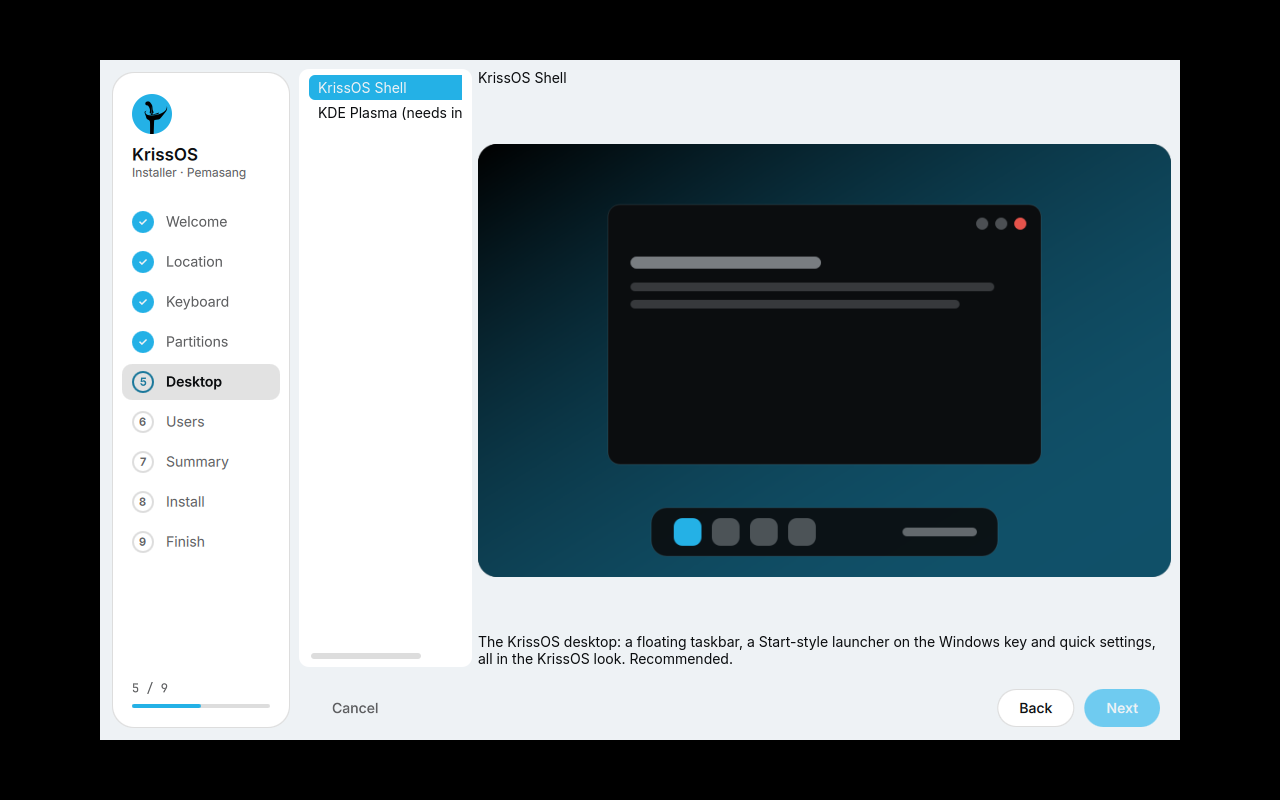 KrissOS
Installer · Pemasang
Welcome
Location
Keyboard
Partitions
5 Desktop
6 Users
7 Summary
8 Install
9 Finish
5 / 9
KrissOS Shell
KDE Plasma (needs in
KrissOS Shell
The KrissOS desktop: a floating taskbar, a Start-style launcher on the Windows key and quick settings,
all in the KrissOS look. Recommended.
Cancel
Back
Next